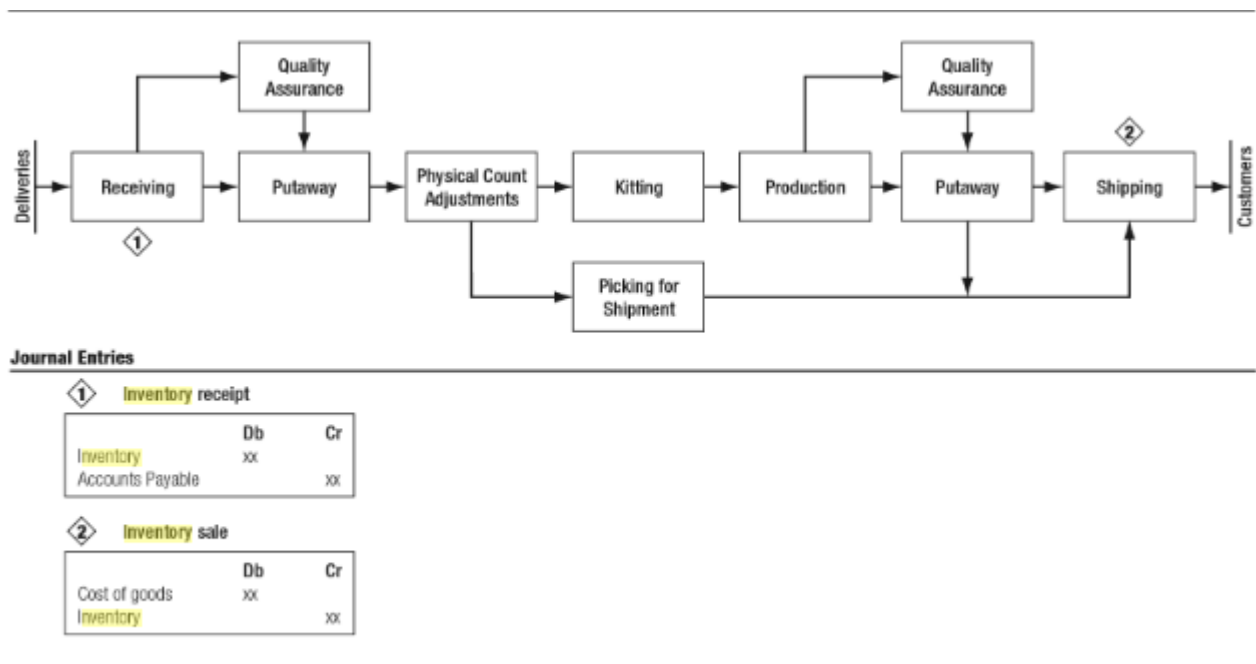 Quality
Assurance
Quality
Assurance
2
Deliveries
Receiving
Putaway
Physical Count
Adjustments
Kitting
Production
Putaway
Shipping
Customers
1
Picking for
Shipment
Journal Entries
1 Inventory receipt
Db Cr
Inventory xx
Accounts Payable xx
2 Inventory sale
Db Cr
Cost of goods xx
Inventory xx